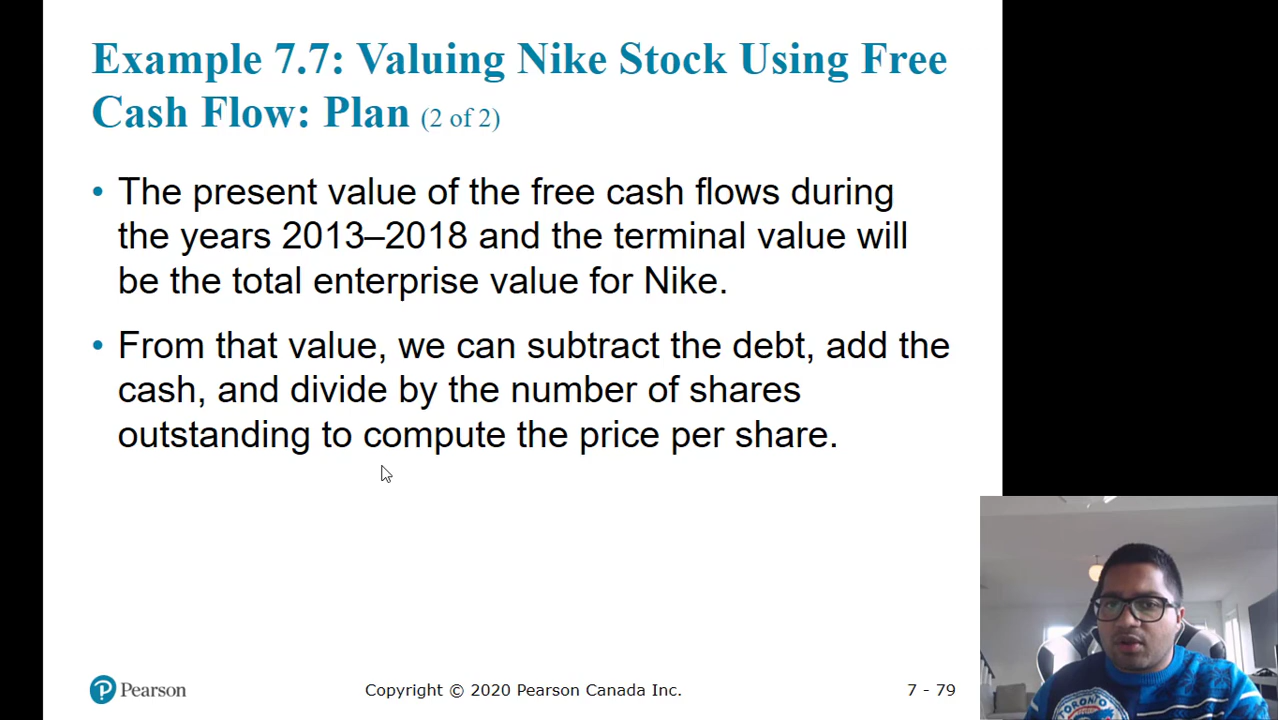 Example 7.7: Valuing Nike Stock Using Free
Cash Flow: Plan (2 of 2)
• The present value of the free cash flows during
the years 2013–2018 and the terminal value will
be the total enterprise value for Nike.
• From that value, we can subtract the debt, add the
cash, and divide by the number of shares
outstanding to compute the price per share.
P Pearson
Copyright © 2020 Pearson Canada Inc.
7 - 79
TORONTO